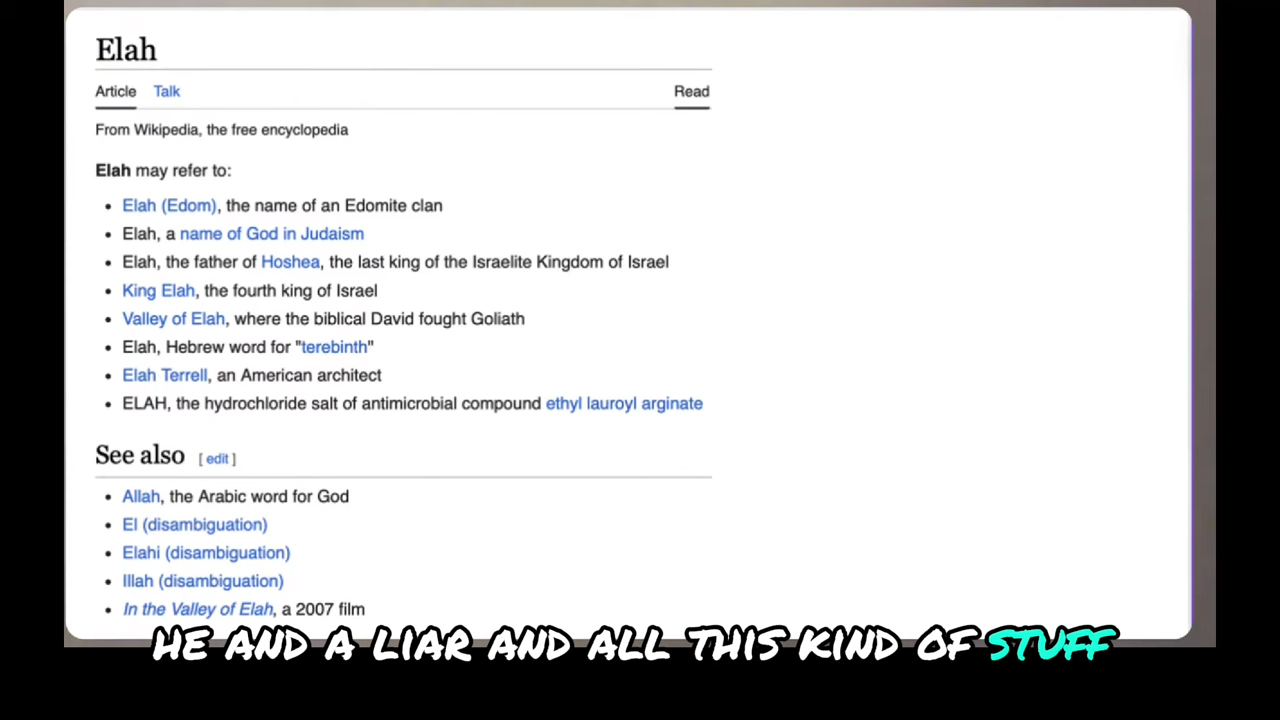 Elah
Article Talk Read
From Wikipedia, the free encyclopedia
Elah may refer to:
• Elah (Edom), the name of an Edomite clan
• Elah, a name of God in Judaism
• Elah, the father of Hoshea, the last king of the Israelite Kingdom of Israel
• King Elah, the fourth king of Israel
• Valley of Elah, where the biblical David fought Goliath
• Elah, Hebrew word for "terebinth"
• Elah Terrell, an American architect
• ELAH, the hydrochloride salt of antimicrobial compound ethyl lauroyl arginate
See also [ edit ]
• Allah, the Arabic word for God
• El (disambiguation)
• Elahi (disambiguation)
• Illah (disambiguation)
• In the Valley of Elah, a 2007 film
HE AND A LIAR AND ALL THIS KIND OF STUFF